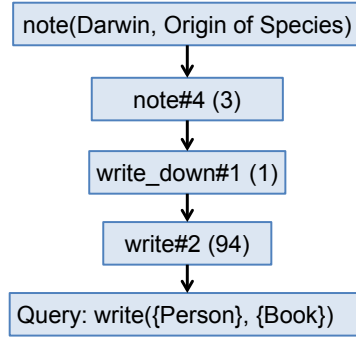 note(Darwin, Origin of Species)
note#4 (3)
write_down#1 (1)
write#2 (94)
Query: write({Person}, {Book})